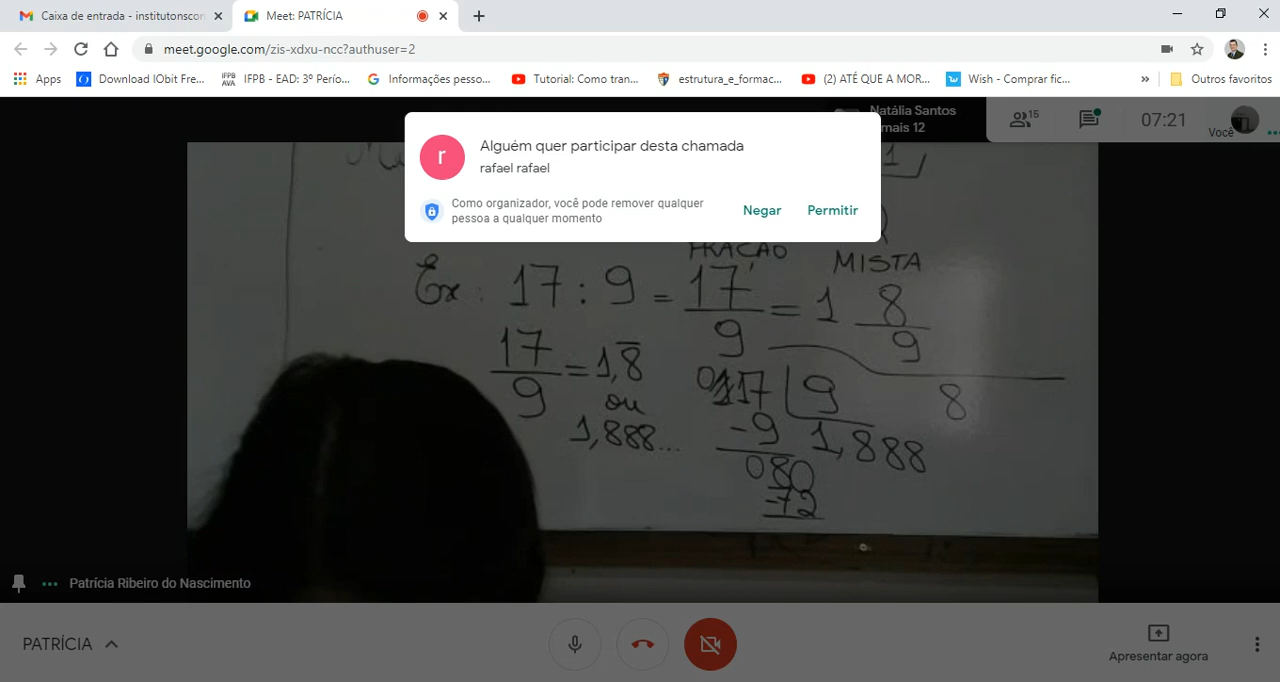 Caixa de entrada - institutonscor
Meet: PATRÍCIA
meet.google.com/zis-xdxu-ncc?authuser=2
Apps
Download IObit Fre...
IFPB AVA
IFPB - EAD: 3º Perío...
Informações pesso...
Tutorial: Como tran...
estrutura_e_formac...
(2) ATÉ QUE A MOR...
Wish - Comprar fic...
»
Outros favoritos
Natália Santos
mais 12
15
07:21
Você
r
Alguém quer participar desta chamada
rafael rafael
Como organizador, você pode remover qualquer
pessoa a qualquer momento
Negar
Permitir
FRAÇÃO
MISTA
Ex: 17 : 9 = 17/9 = 1 8/9
17/9 = 1,8̅
ou
1,888...
17 9
8
-9 1,888
080
-72
Patrícia Ribeiro do Nascimento
PATRÍCIA
Apresentar agora